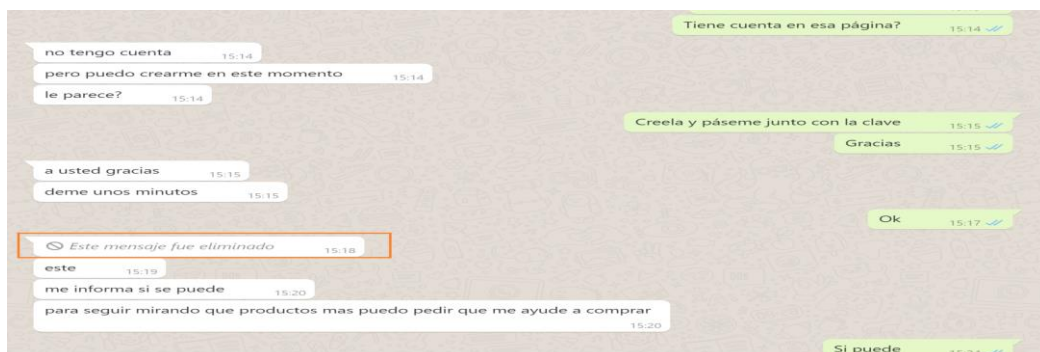 Tiene cuenta en esa página?
15:14
no tengo cuenta
15:14
pero puedo crearme en este momento
15:14
le parece?
15:14
Creela y páseme junto con la clave
15:15
Gracias
15:15
a usted gracias
15:15
deme unos minutos
15:15
Ok
15:17
Este mensaje fue eliminado
15:18
este
15:19
me informa si se puede
15:20
para seguir mirando que productos mas puedo pedir que me ayude a comprar
15:20
Si puede